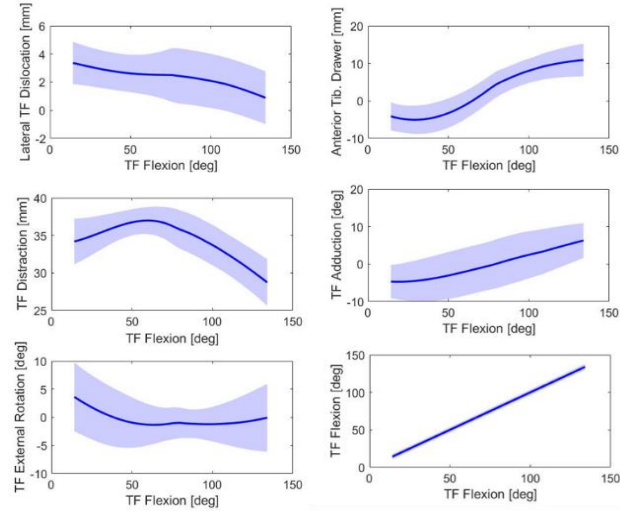 Lateral TF Dislocation [mm]
6
4
2
0
-2
0 50 100 150
TF Flexion [deg]
Anterior Tib. Drawer [mm]
20
10
0
-10
0 50 100 150
TF Flexion [deg]
TF Distraction [mm]
40
35
30
25
0 50 100 150
TF Flexion [deg]
TF Adduction [deg]
20
10
0
-10
0 50 100 150
TF Flexion [deg]
TF External Rotation [deg]
10
5
0
-5
-10
0 50 100 150
TF Flexion [deg]
TF Flexion [deg]
150
100
50
0
0 50 100 150
TF Flexion [deg]